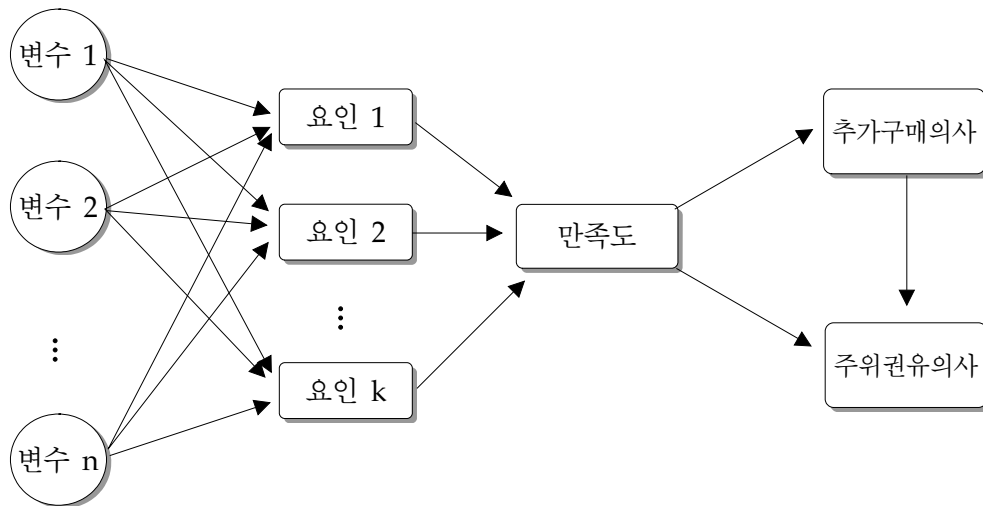 변수 1
변수 2
⋮
변수 n
요인 1
요인 2
⋮
요인 k
만족도
추가구매의사
주위권유의사